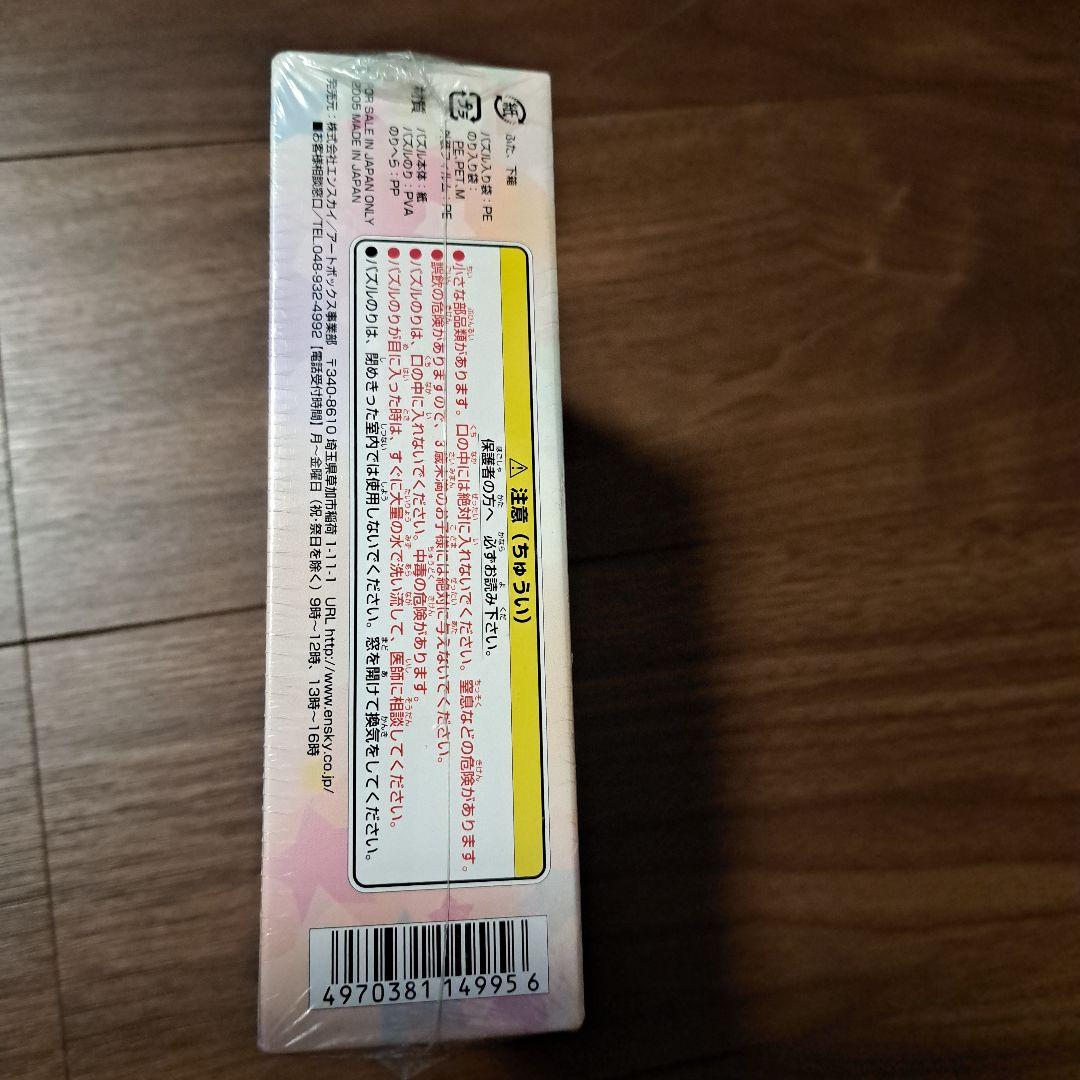 紙 ふた、下箱
プラ
パズル入り袋：PE
のり入り袋：
PE,PET,M
材質
パズル本体：紙
パズルのり：PVA
のりへら：PP
FOR SALE IN JAPAN ONLY
2005 MADE IN JAPAN
発売元：株式会社エンスカイ／アートボックス事業部 〒340-8610 埼玉県草加市稲荷 1-11-1 URL http://www.ensky.co.jp/
■お客様相談窓口／TEL.048-932-4992【電話受付時間】月～金曜日（祝・祭日を除く）9時～12時、13時～16時
⚠ 注意（ちゅうい）
保護者の方へ 必ずお読み下さい。
●小さな部品類があります。口の中には絶対に入れないでください。窒息などの危険があります。
●誤飲の危険がありますので、3歳未満のお子様には絶対に与えないでください。
●パズルのりは、口の中に入れないでください。中毒の危険があります。
●パズルのりが目に入った時は、すぐに大量の水で洗い流して、医師に相談してください。
●パズルのりは、閉めきった室内では使用しないでください。窓を開けて換気をしてください。
4970381 149956